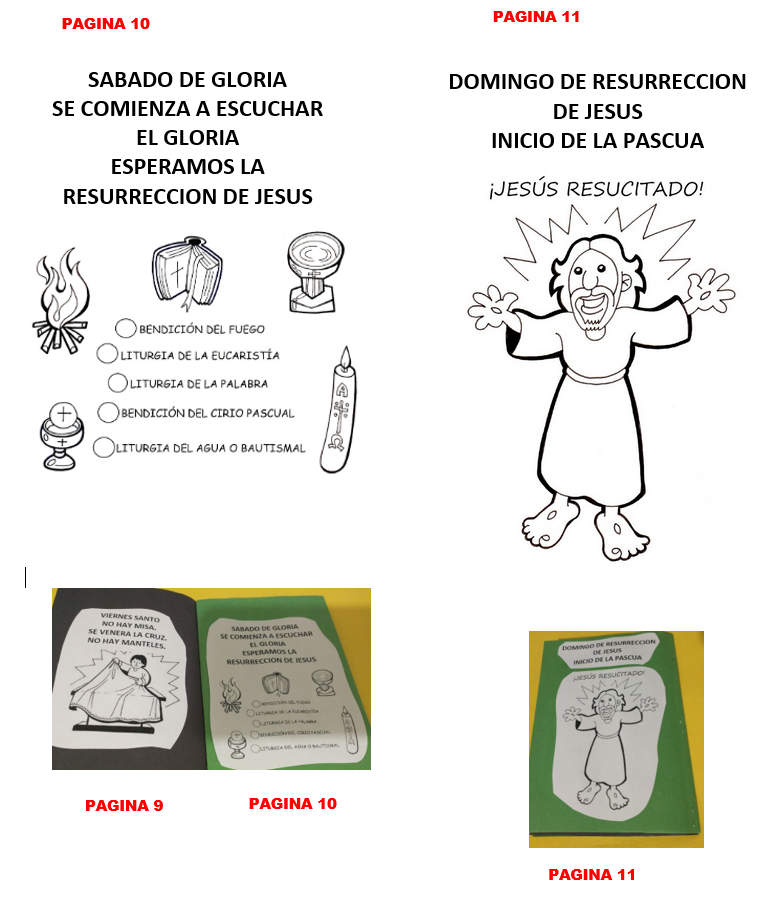 PAGINA 10
SABADO DE GLORIA
SE COMIENZA A ESCUCHAR
EL GLORIA
ESPERAMOS LA
RESURRECCION DE JESUS
BENDICIÓN DEL FUEGO
LITURGIA DE LA EUCARISTÍA
LITURGIA DE LA PALABRA
BENDICIÓN DEL CIRIO PASCUAL
LITURGIA DEL AGUA O BAUTISMAL
A
Ω
PAGINA 11
DOMINGO DE RESURRECCION
DE JESUS
INICIO DE LA PASCUA
¡JESÚS RESUCITADO!
VIERNES SANTO
NO HAY MISA.
SE VENERA LA CRUZ.
NO HAY MANTELES.
SABADO DE GLORIA
SE COMIENZA A ESCUCHAR
EL GLORIA
ESPERAMOS LA
RESURRECCION DE JESUS
BENDICIÓN DEL FUEGO
LITURGIA DE LA EUCARISTÍA
LITURGIA DE LA PALABRA
BENDICIÓN DEL CIRIO PASCUAL
LITURGIA DEL AGUA O BAUTISMAL
PAGINA 9
PAGINA 10
DOMINGO DE RESURRECCION
DE JESUS
INICIO DE LA PASCUA
¡JESÚS RESUCITADO!
PAGINA 11